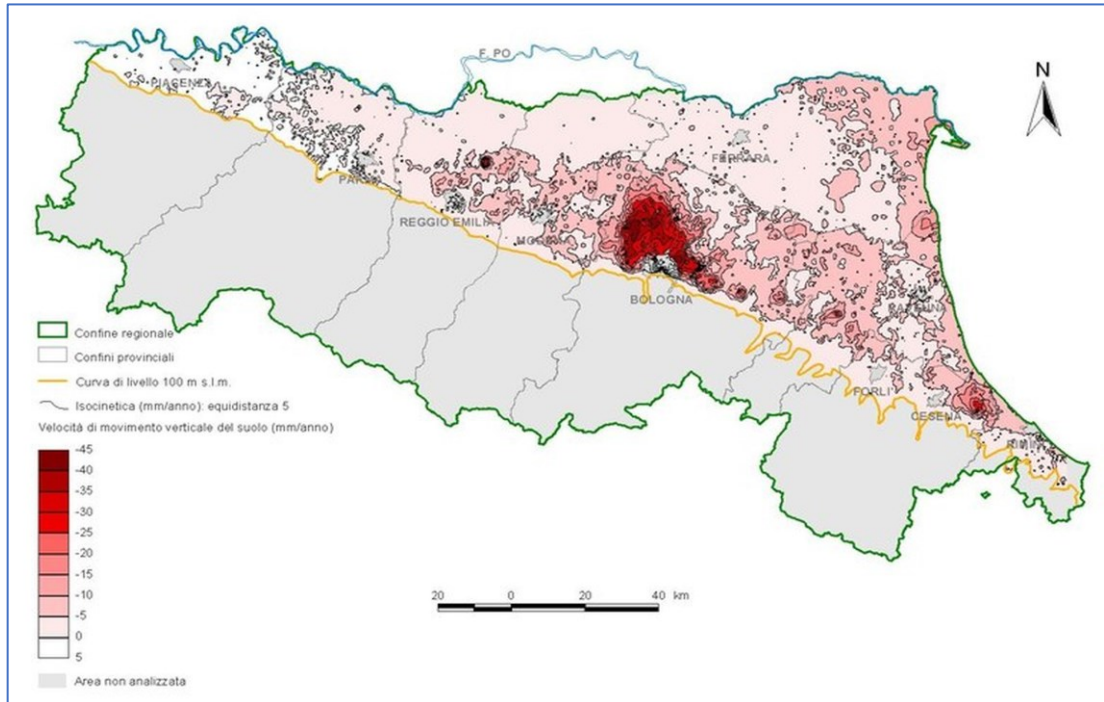 F. PO
N
PIACENZA
FERRARA
PARMA
REGGIO EMILIA
MODENA
BOLOGNA
RAVENNA
FORLI'
CESENA
RIMINI
Confine regionale
Confini provinciali
Curva di livello 100 m s.l.m.
Isocinetica (mm/anno): equidistanza 5
Velocità di movimento verticale del suolo (mm/anno)
-45
-40
-35
-30
-25
-20
-15
-10
-5
0
5
Area non analizzata
20 0 20 40 km